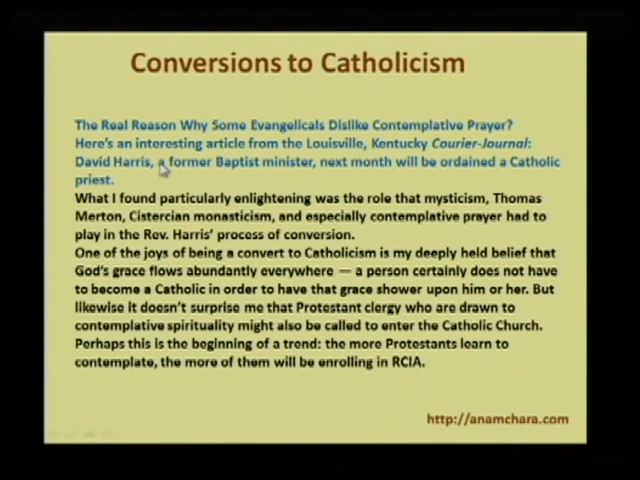 Conversions to Catholicism
The Real Reason Why Some Evangelicals Dislike Contemplative Prayer?
Here's an interesting article from the Louisville, Kentucky Courier-Journal:
David Harris, a former Baptist minister, next month will be ordained a Catholic
priest.
What I found particularly enlightening was the role that mysticism, Thomas
Merton, Cistercian monasticism, and especially contemplative prayer had to
play in the Rev. Harris' process of conversion.
One of the joys of being a convert to Catholicism is my deeply held belief that
God's grace flows abundantly everywhere — a person certainly does not have
to become a Catholic in order to have that grace shower upon him or her. But
likewise it doesn't surprise me that Protestant clergy who are drawn to
contemplative spirituality might also be called to enter the Catholic Church.
Perhaps this is the beginning of a trend: the more Protestants learn to
contemplate, the more of them will be enrolling in RCIA.
http://anamchara.com